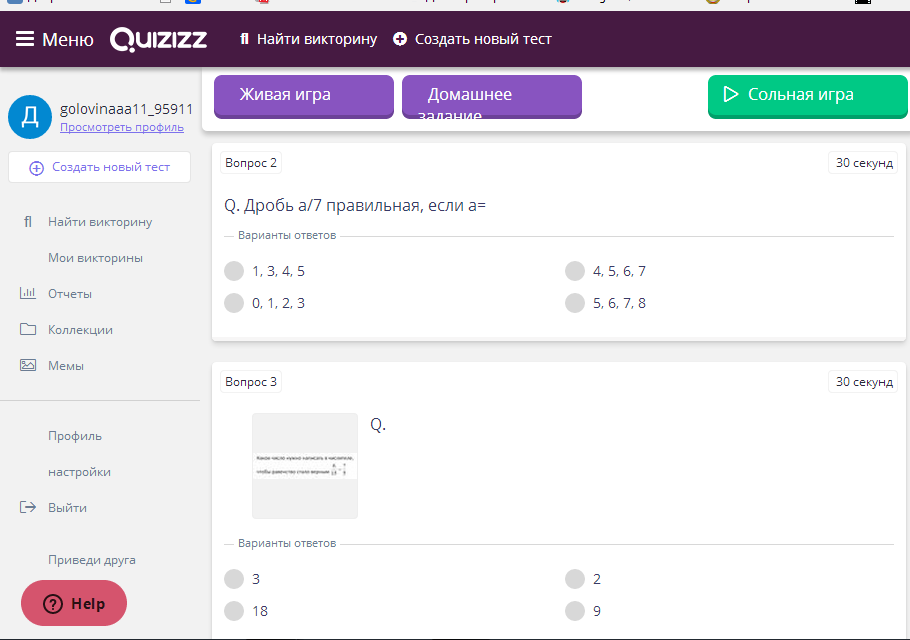 Меню
Quizizz
fl Найти викторину
Создать новый тест
Д
golovinaaa11_95911
Просмотреть профиль
Живая игра
Домашнее
задание
Сольная игра
Создать новый тест
fl Найти викторину
Мои викторины
Отчеты
Коллекции
Мемы
Профиль
настройки
Выйти
Приведи друга
Help
Вопрос 2
30 секунд
Q. Дробь а/7 правильная, если а=
Варианты ответов
1, 3, 4, 5
4, 5, 6, 7
0, 1, 2, 3
5, 6, 7, 8
Вопрос 3
30 секунд
Q.
Какое число нужно написать в числителе,
чтобы равенство стало верным
Варианты ответов
3
2
18
9